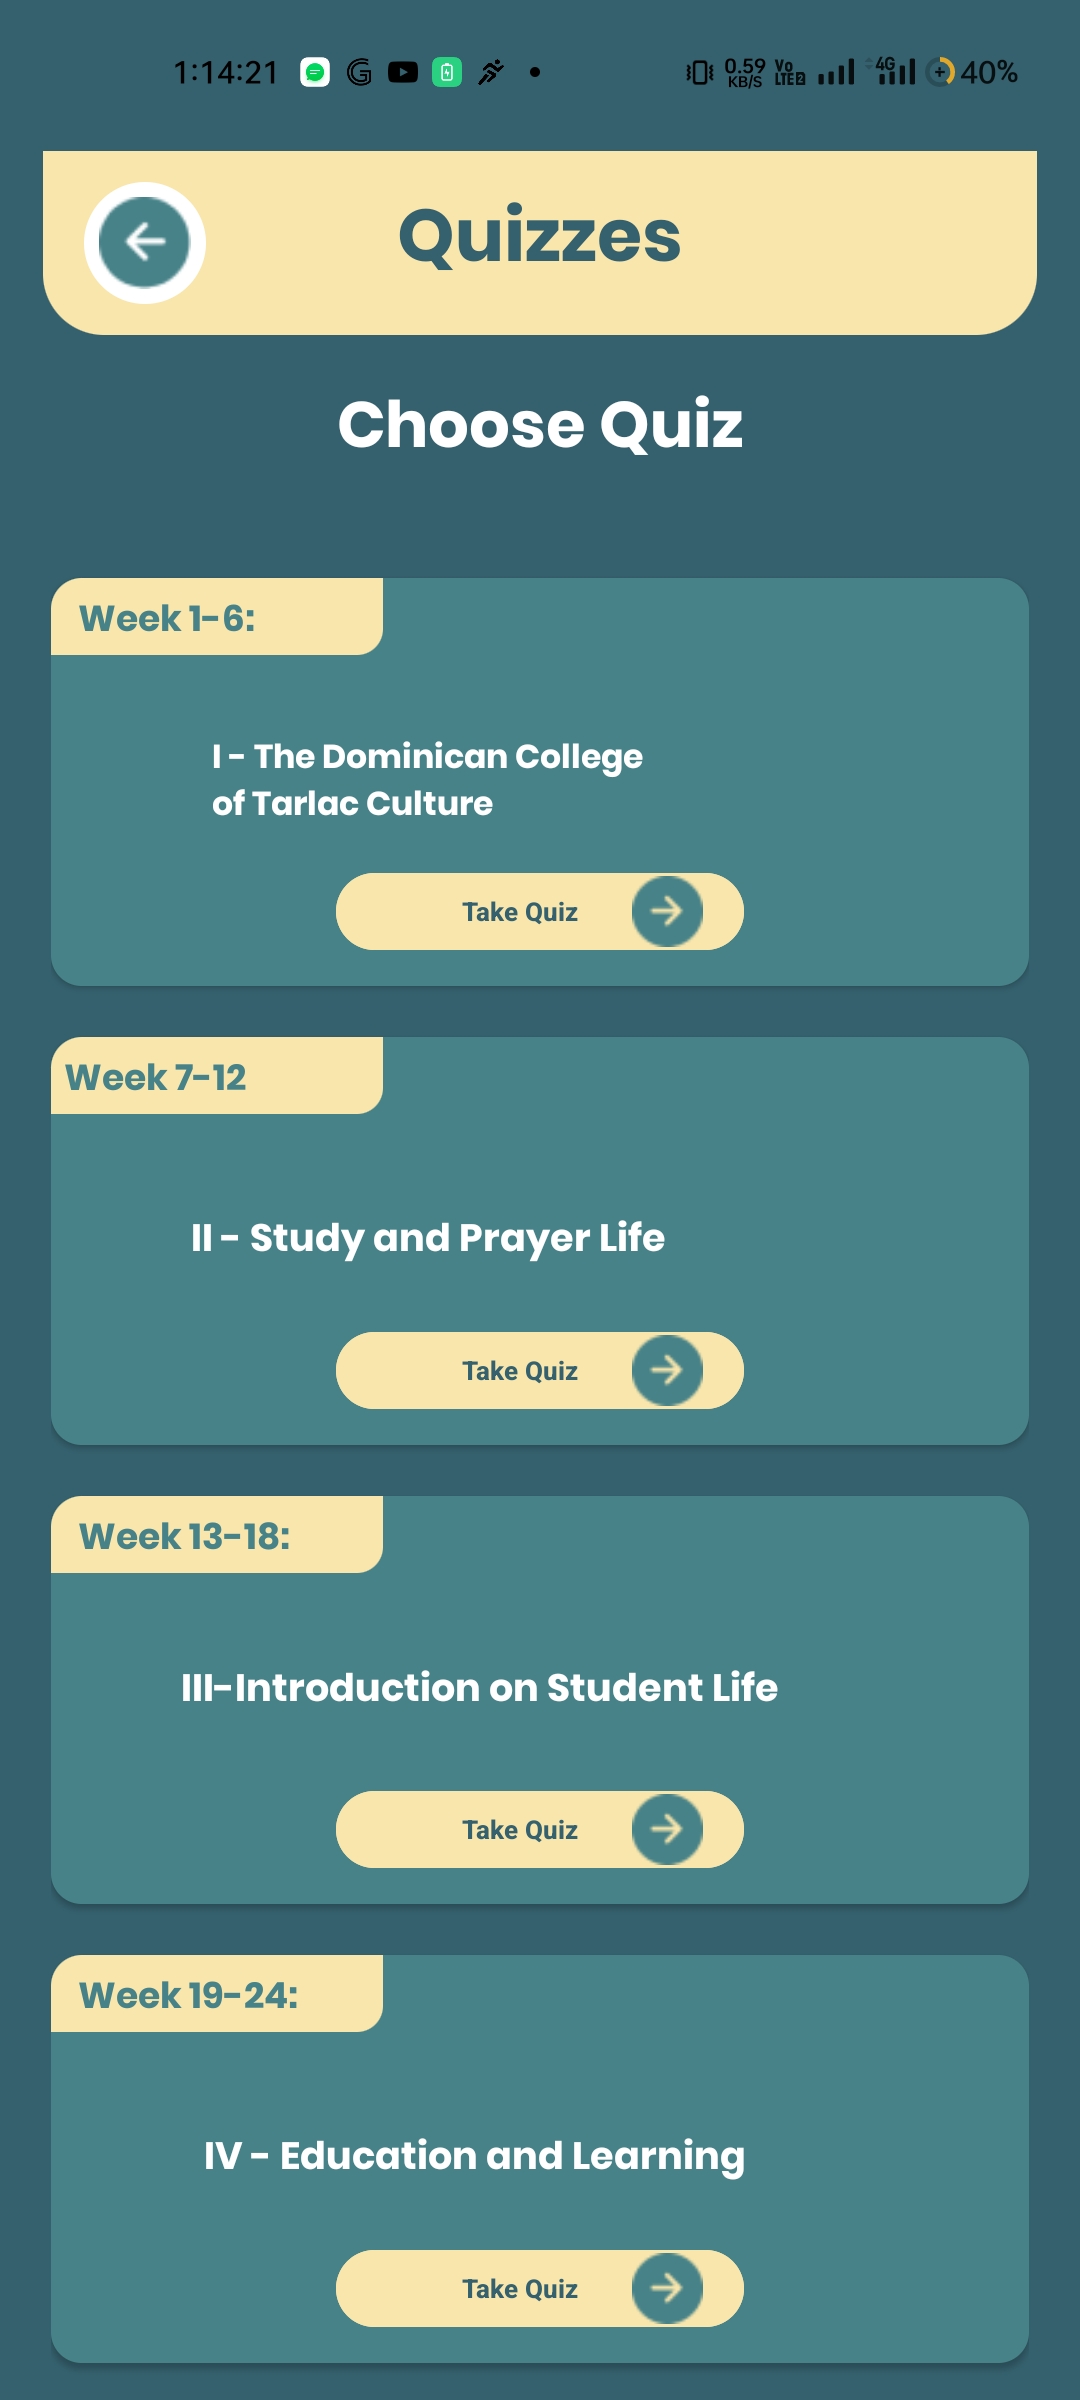 1:14:21 0.59 KB/S Vo LTE 2 4G 40%
Quizzes
Choose Quiz
Week 1-6:
I - The Dominican College
of Tarlac Culture
Take Quiz
Week 7-12
II - Study and Prayer Life
Take Quiz
Week 13-18:
III-Introduction on Student Life
Take Quiz
Week 19-24:
IV - Education and Learning
Take Quiz